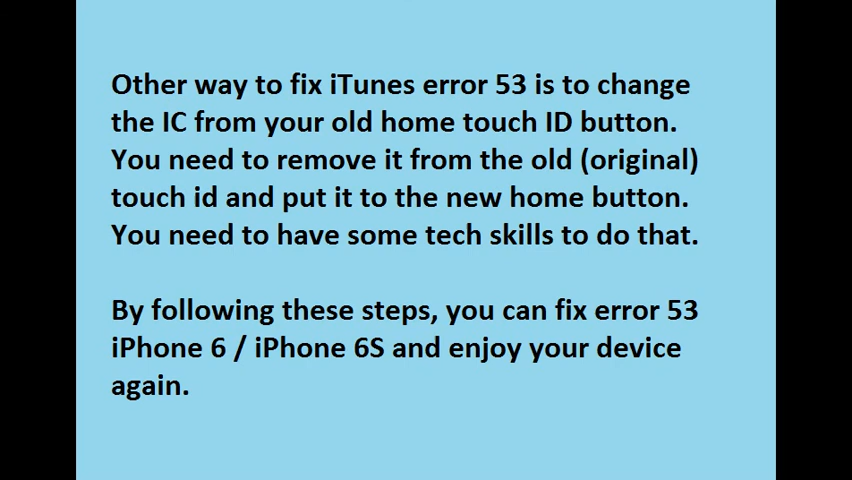 Other way to fix iTunes error 53 is to change
the IC from your old home touch ID button.
You need to remove it from the old (original)
touch id and put it to the new home button.
You need to have some tech skills to do that.
By following these steps, you can fix error 53
iPhone 6 / iPhone 6S and enjoy your device
again.